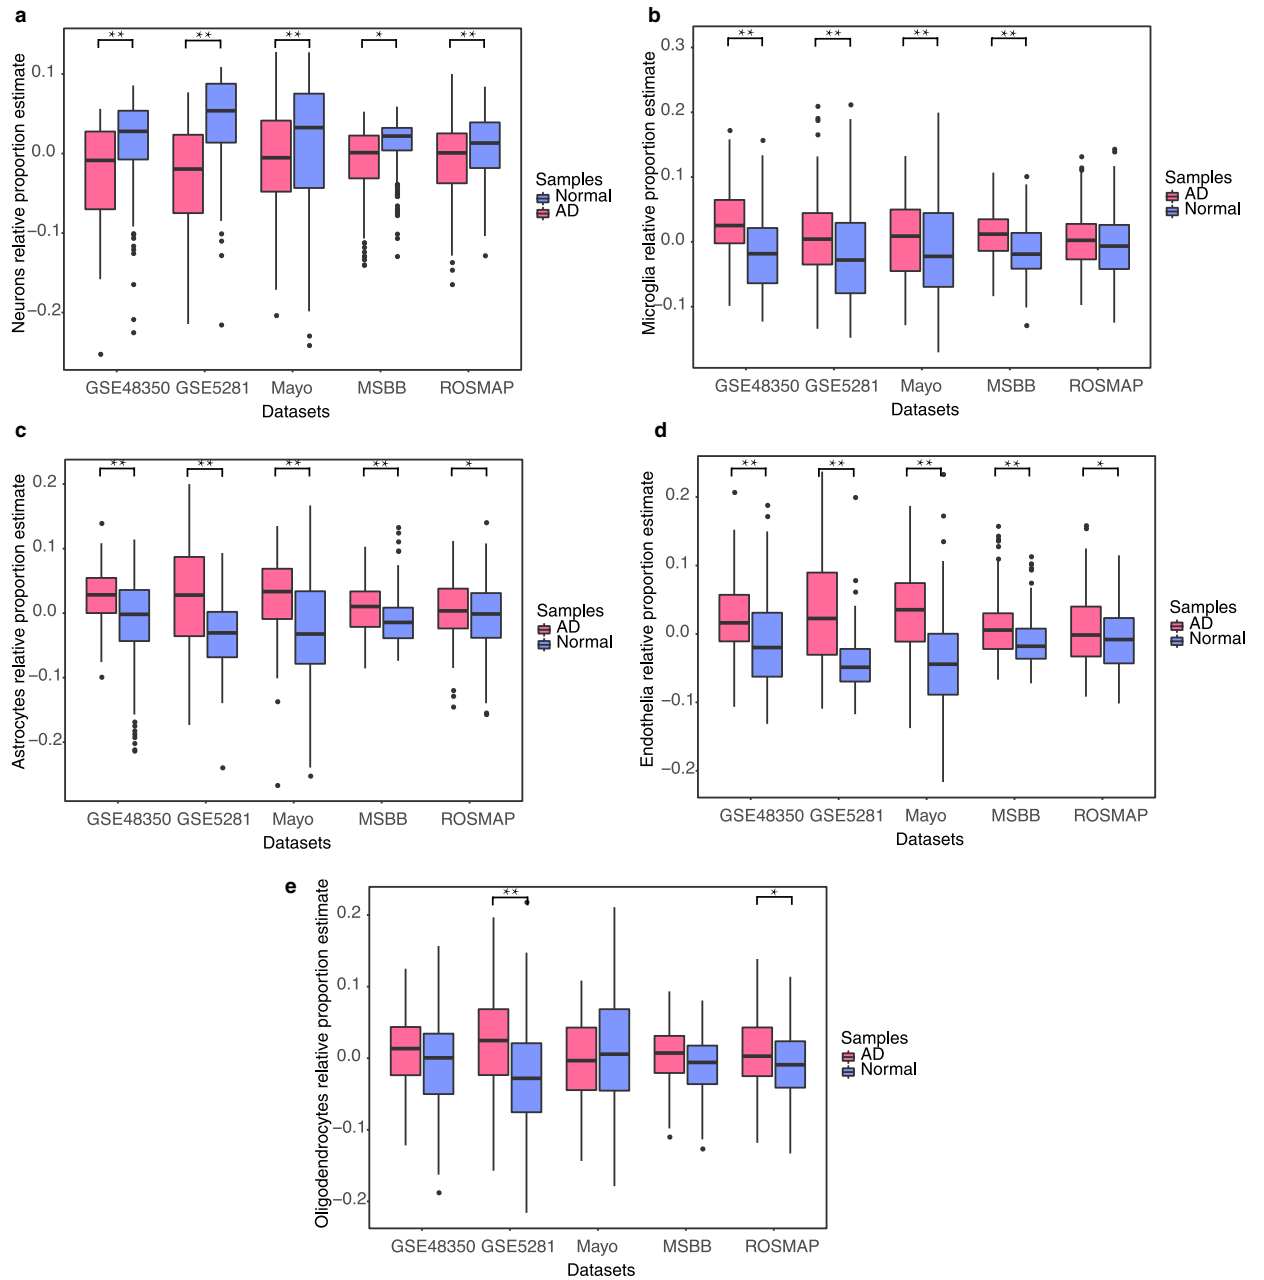 a
Neurons relative proportion estimate
0.1
0.0
−0.1
−0.2
** ** ** * **
GSE48350 GSE5281 Mayo MSBB ROSMAP
Datasets
Samples
Normal
AD
b
Microglia relative proportion estimate
0.3
0.2
0.1
0.0
−0.1
** ** ** **
GSE48350 GSE5281 Mayo MSBB ROSMAP
Datasets
Samples
AD
Normal
c
Astrocytes relative proportion estimate
0.2
0.1
0.0
−0.1
−0.2
** ** ** ** *
GSE48350 GSE5281 Mayo MSBB ROSMAP
Datasets
Samples
AD
Normal
d
Endothelia relative proportion estimate
0.2
0.1
0.0
−0.1
−0.2
** ** ** ** *
GSE48350 GSE5281 Mayo MSBB ROSMAP
Datasets
Samples
AD
Normal
e
Oligodendrocytes relative proportion estimate
0.2
0.1
0.0
−0.1
−0.2
** *
GSE48350 GSE5281 Mayo MSBB ROSMAP
Datasets
Samples
AD
Normal